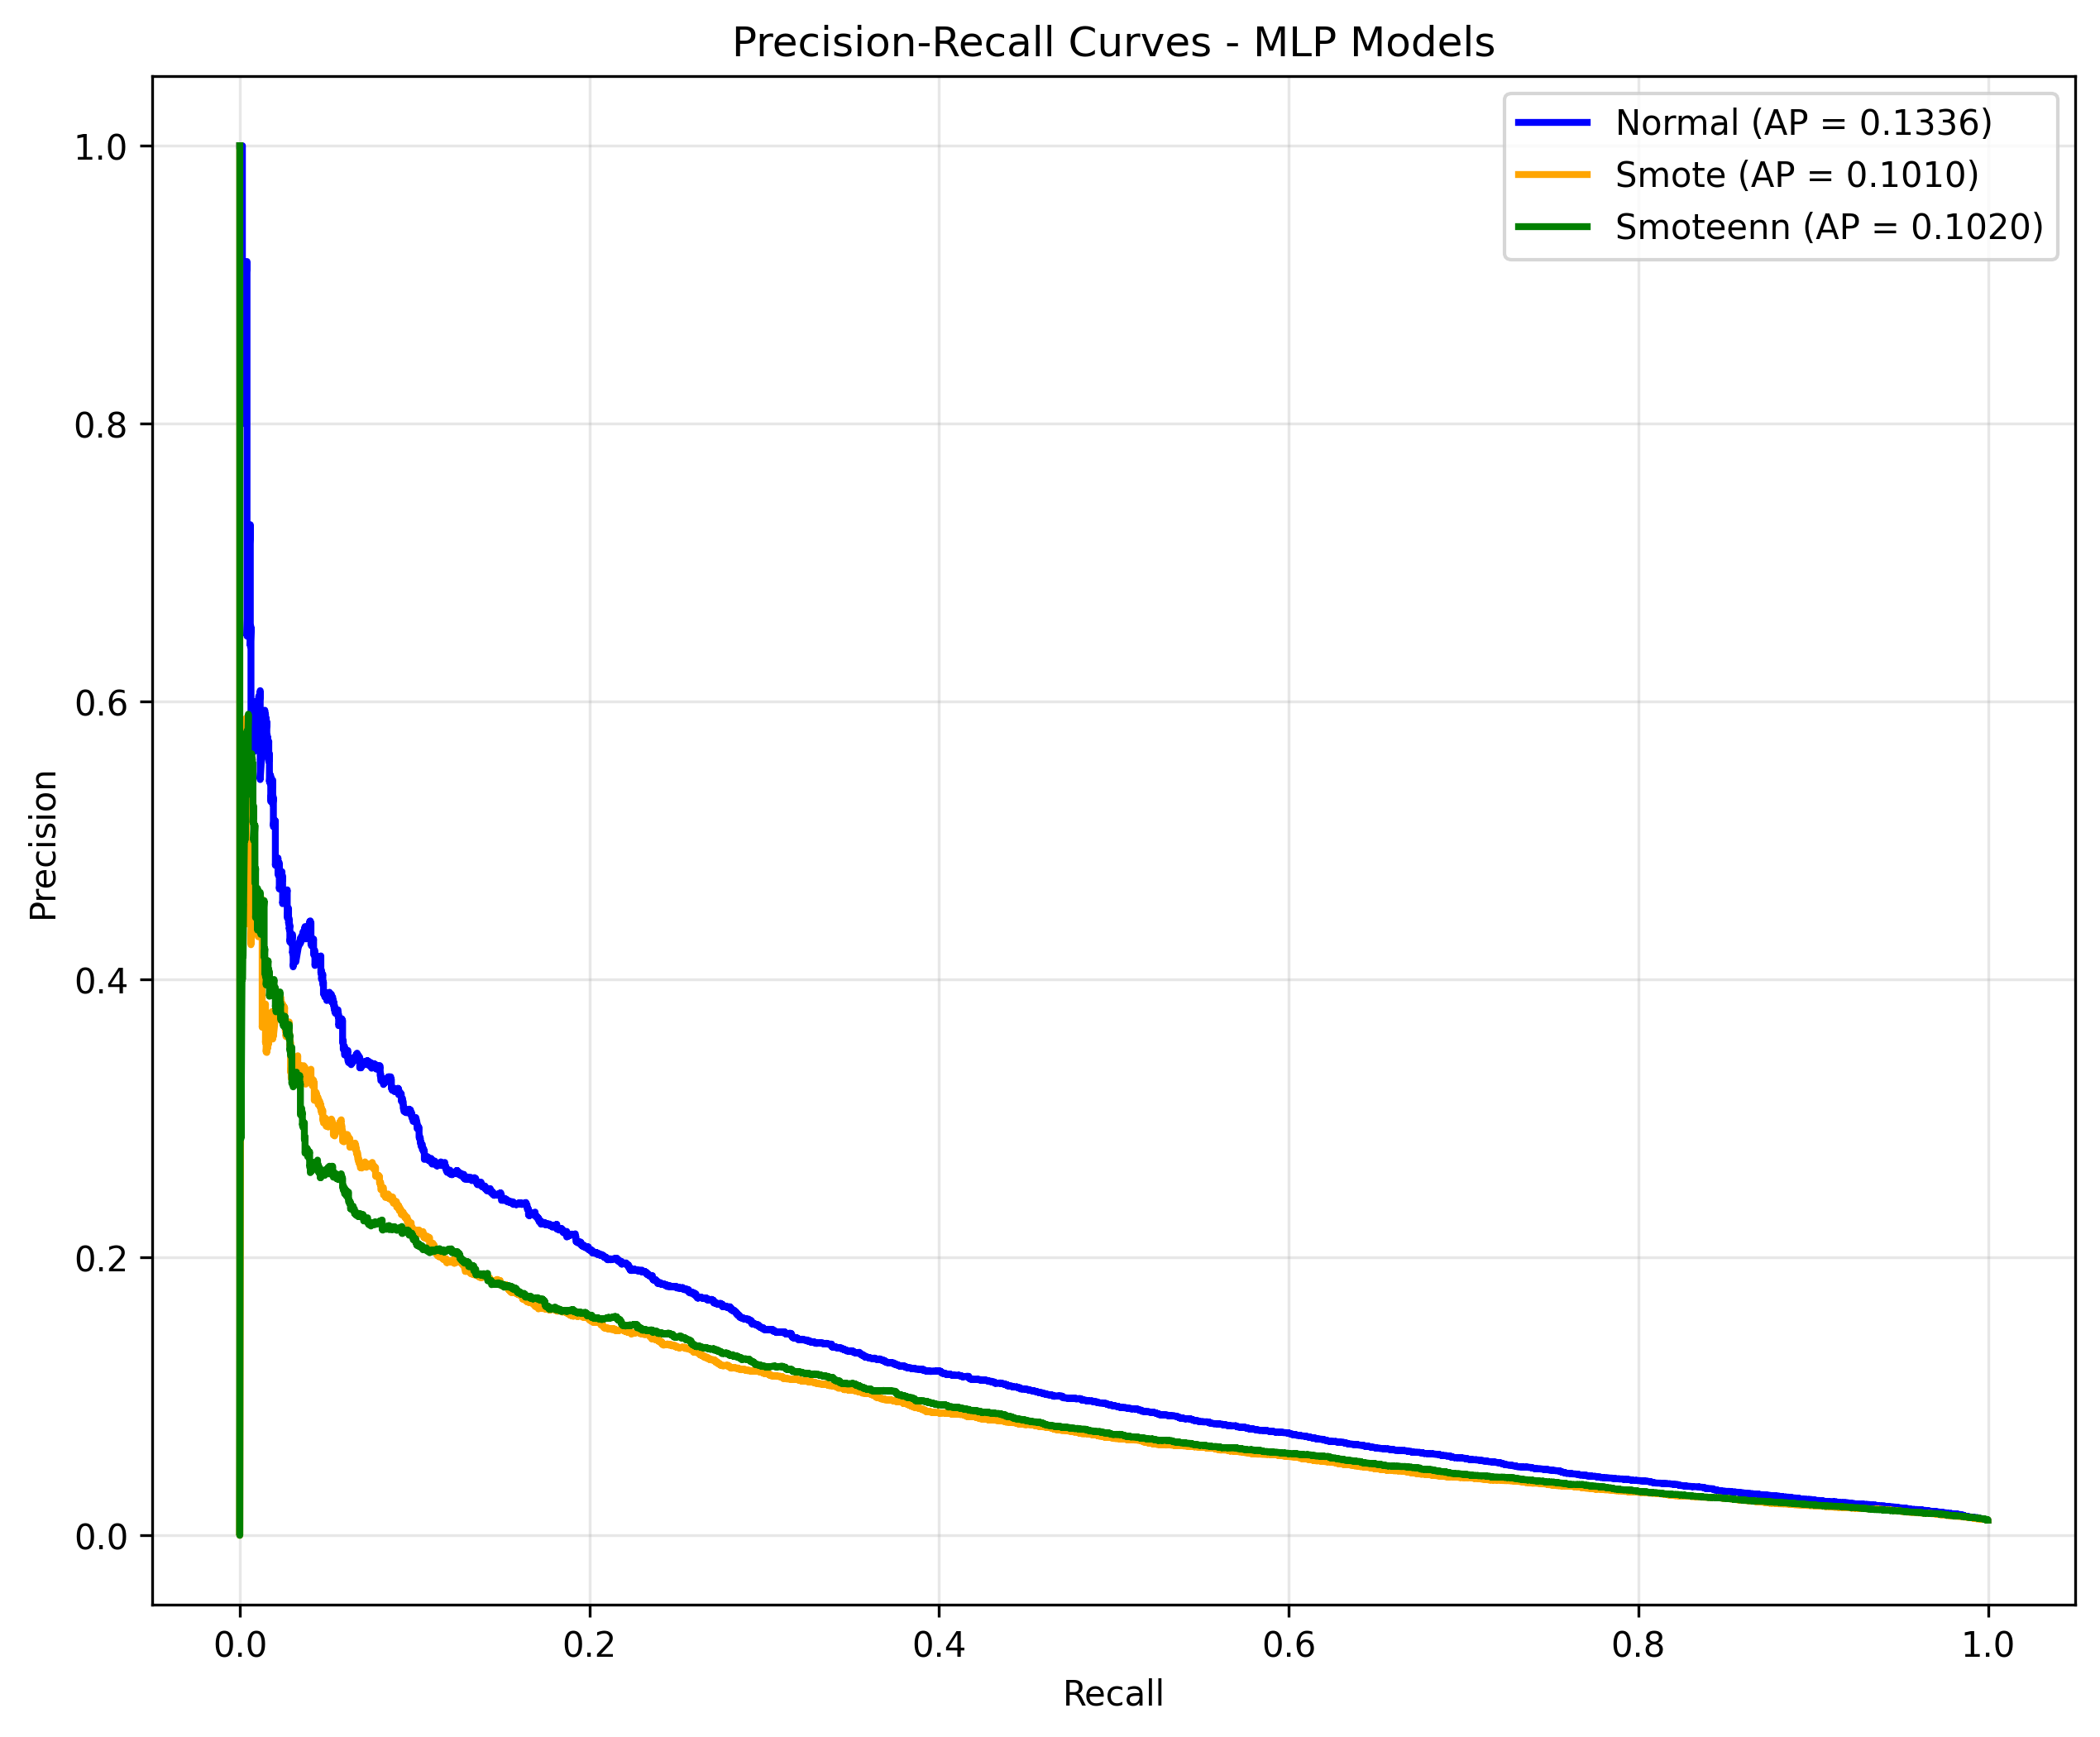 Precision-Recall Curves - MLP Models
Normal (AP = 0.1336)
Smote (AP = 0.1010)
Smoteenn (AP = 0.1020)
Precision
1.0
0.8
0.6
0.4
0.2
0.0
0.0 0.2 0.4 0.6 0.8 1.0
Recall